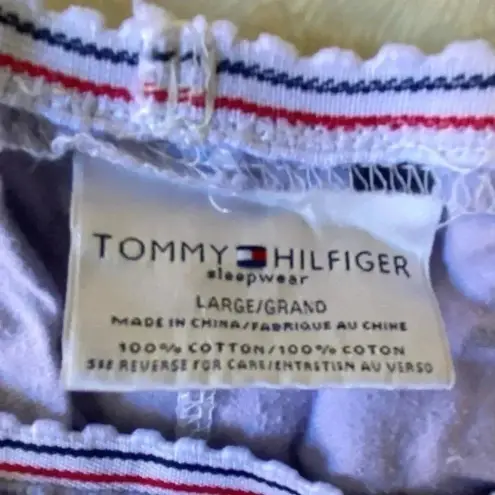 TOMMY HILFIGER
sleepwear
LARGE/GRAND
MADE IN CHINA/FABRIQUE AU CHINE
100% COTTON/100% COTON
SEE REVERSE FOR CARE/ENTRETIEN AU VERSO